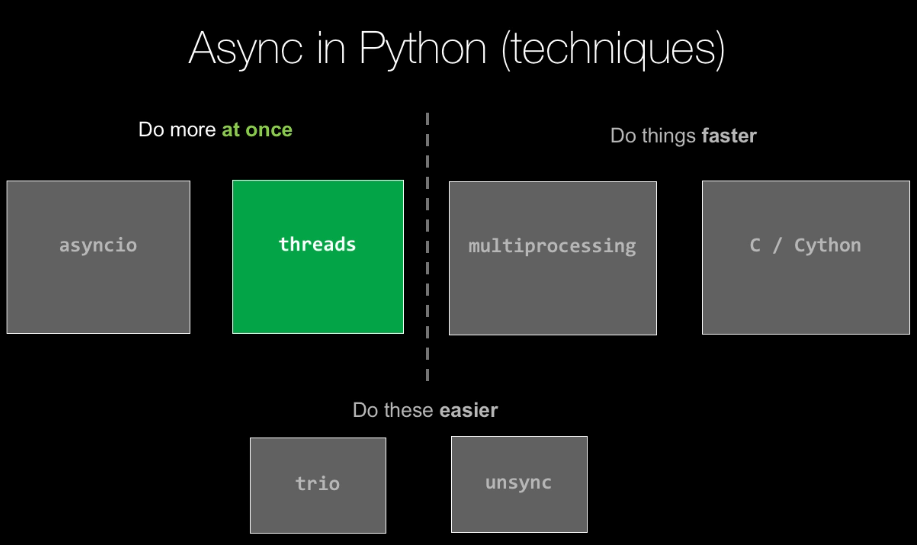 Async in Python (techniques)
Do more at once
Do things faster
asyncio
threads
multiprocessing
C / Cython
Do these easier
trio
unsync